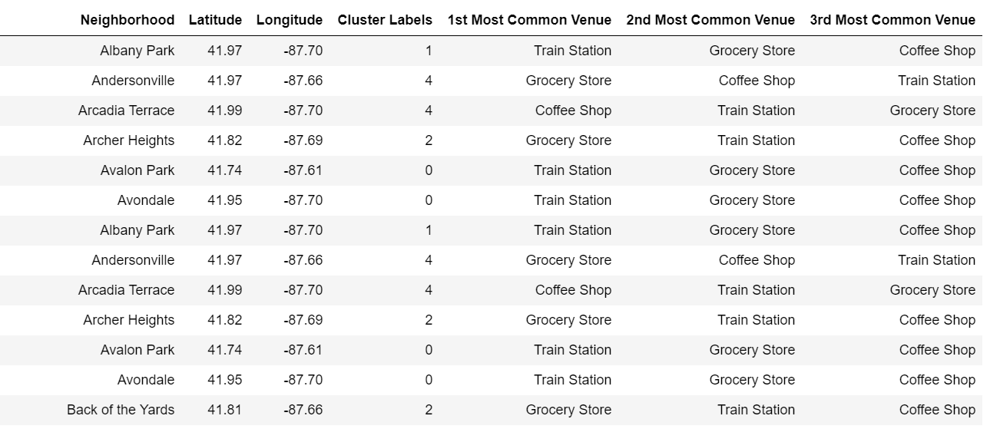 Neighborhood Latitude Longitude Cluster Labels 1st Most Common Venue 2nd Most Common Venue 3rd Most Common Venue
Albany Park 41.97 -87.70 1 Train Station Grocery Store Coffee Shop
Andersonville 41.97 -87.66 4 Grocery Store Coffee Shop Train Station
Arcadia Terrace 41.99 -87.70 4 Coffee Shop Train Station Grocery Store
Archer Heights 41.82 -87.69 2 Grocery Store Train Station Coffee Shop
Avalon Park 41.74 -87.61 0 Train Station Grocery Store Coffee Shop
Avondale 41.95 -87.70 0 Train Station Grocery Store Coffee Shop
Albany Park 41.97 -87.70 1 Train Station Grocery Store Coffee Shop
Andersonville 41.97 -87.66 4 Grocery Store Coffee Shop Train Station
Arcadia Terrace 41.99 -87.70 4 Coffee Shop Train Station Grocery Store
Archer Heights 41.82 -87.69 2 Grocery Store Train Station Coffee Shop
Avalon Park 41.74 -87.61 0 Train Station Grocery Store Coffee Shop
Avondale 41.95 -87.70 0 Train Station Grocery Store Coffee Shop
Back of the Yards 41.81 -87.66 2 Grocery Store Train Station Coffee Shop